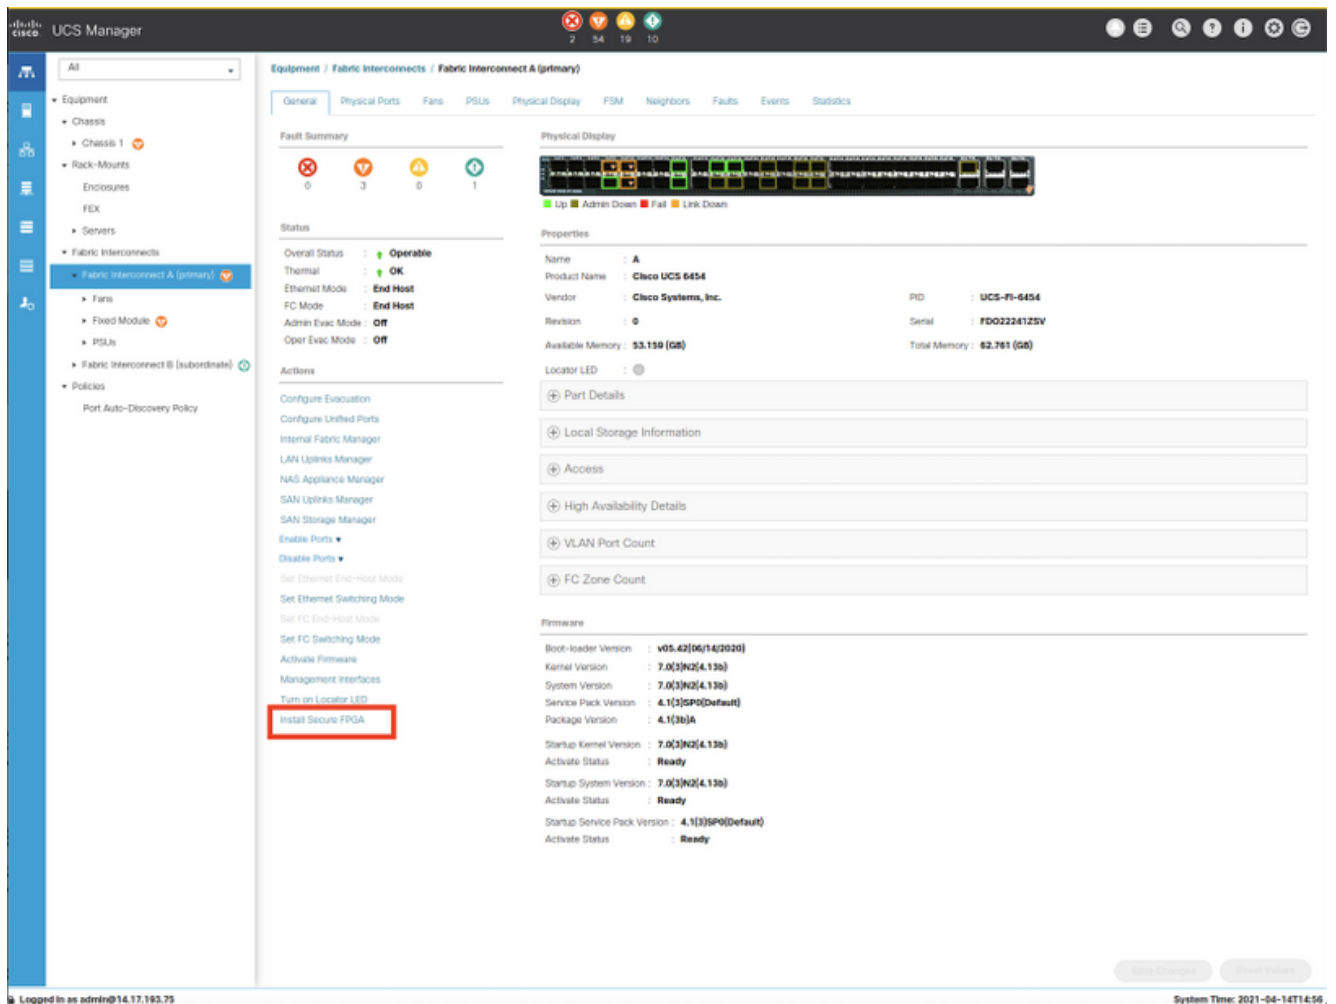 cisco UCS Manager
2 54 19 10
All
Equipment
Chassis
Chassis 1
Rack-Mounts
Enclosures
FEX
Servers
Fabric Interconnects
Fabric Interconnect A (primary)
Fans
Fixed Module
PSUs
Fabric Interconnect B (subordinate)
Policies
Port Auto-Discovery Policy
Equipment / Fabric Interconnects / Fabric Interconnect A (primary)
General Physical Ports Fans PSUs Physical Display FSM Neighbors Faults Events Statistics
Fault Summary
0 3 0 1
Status
Overall Status : Operable
Thermal : OK
Ethernet Mode : End Host
FC Mode : End Host
Admin Evac Mode : Off
Oper Evac Mode : Off
Actions
Configure Evacuation
Configure Unified Ports
Internal Fabric Manager
LAN Uplinks Manager
NAS Appliance Manager
SAN Uplinks Manager
SAN Storage Manager
Enable Ports
Disable Ports
Set Ethernet End-Host Mode
Set Ethernet Switching Mode
Set FC End-Host Mode
Set FC Switching Mode
Activate Firmware
Management Interfaces
Turn on Locator LED
Install Secure FPGA
Physical Display
Up Admin Down Fail Link Down
Properties
Name : A
Product Name : Cisco UCS 6454
Vendor : Cisco Systems, Inc. PID : UCS-FI-6454
Revision : 0 Serial : FDO22241ZSV
Available Memory : 53.159 (GB) Total Memory : 62.761 (GB)
Locator LED :
Part Details
Local Storage Information
Access
High Availability Details
VLAN Port Count
FC Zone Count
Firmware
Boot-loader Version : v05.42(06/14/2020)
Kernel Version : 7.0(3)N2(4.13b)
System Version : 7.0(3)N2(4.13b)
Service Pack Version : 4.1(3)SP0(Default)
Package Version : 4.1(3b)A
Startup Kernel Version : 7.0(3)N2(4.13b)
Activate Status : Ready
Startup System Version : 7.0(3)N2(4.13b)
Activate Status : Ready
Startup Service Pack Version : 4.1(3)SP0(Default)
Activate Status : Ready
Save Changes Reset Values
Logged in as admin@14.17.193.75
System Time: 2021-04-14T14:56